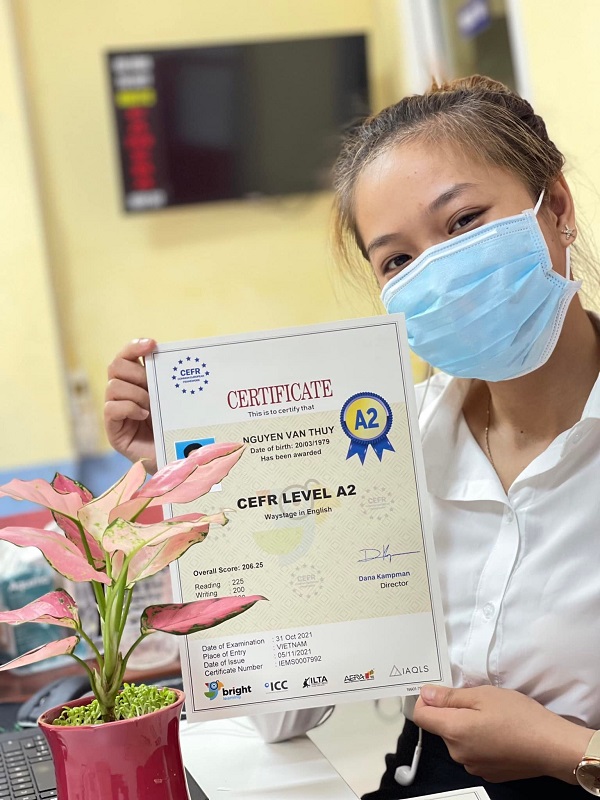 CEFR
CERTIFICATE
This is to certify that
A2
NGUYEN VAN THUY
Date of birth: 20/03/1979
Has been awarded
CEFR LEVEL A2
Waystage in English
Overall Score: 206.25
Reading : 225
Writing : 200
Dana Kampman
Director
Date of Examination : 31 Oct 2021
Place of Entry : VIETNAM
Date of Issue : 05/11/2021
Certificate Number : IEMS0007992
bright ICC ILTA AERA IAQLS